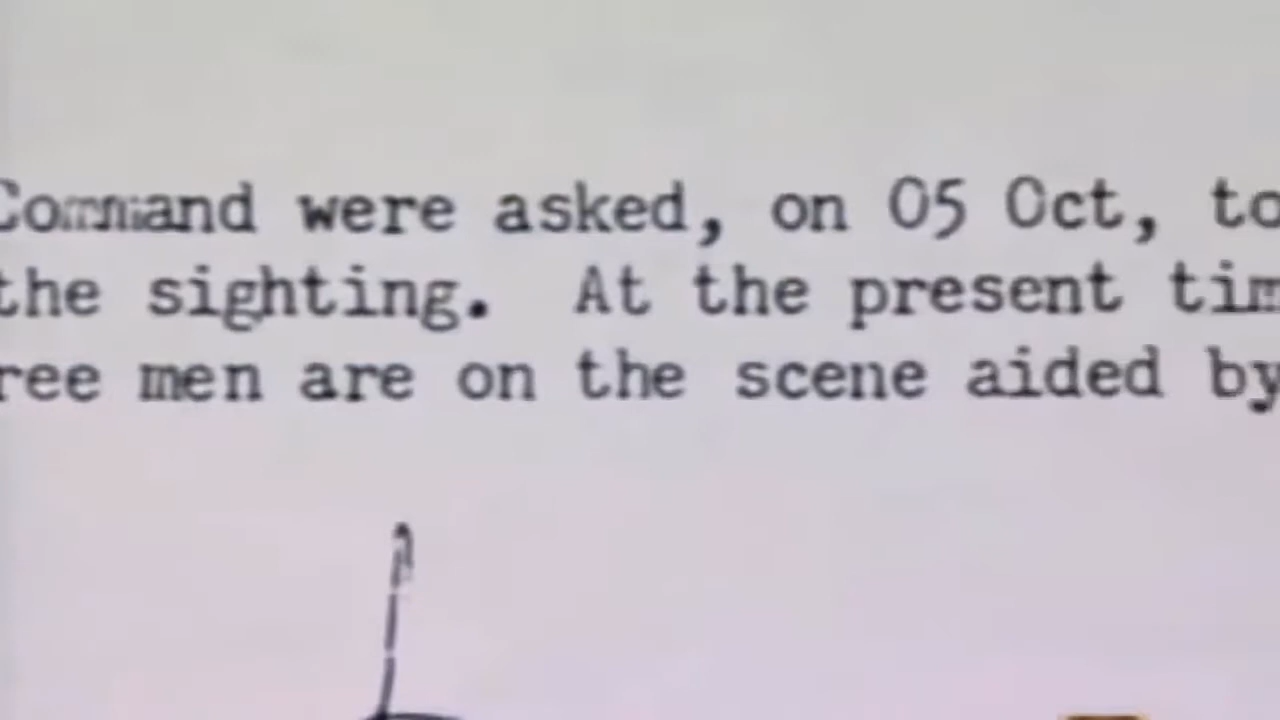 Command were asked, on 05 Oct, to
the sighting. At the present tim
ree men are on the scene aided by